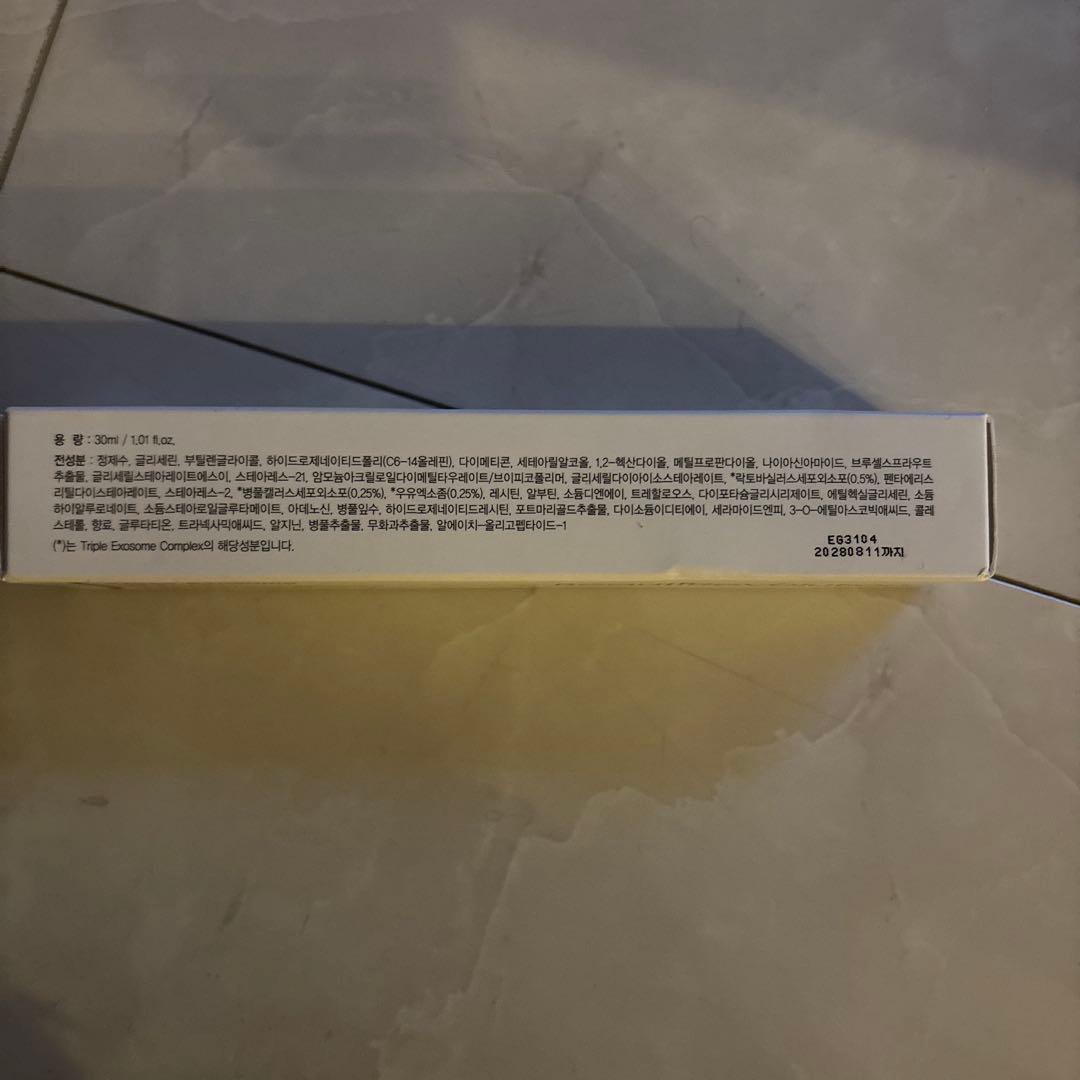 용 량 : 30ml / 1.01 fl.oz.
전성분 : 정제수, 글리세린, 부틸렌글라이콜, 하이드로제네이티드폴리(C6-14올레핀), 다이메티콘, 세테아릴알코올, 1,2-헥산다이올, 메틸프로판다이올, 나이아신아마이드, 브루셀스프라우트
추출물, 글리세릴스테아레이트에스이, 스테아레스-21, 암모늄아크릴로일다이메틸타우레이트/브이피코폴리머, 글리세릴다이아이소스테아레이트, *락토바실러스세포외소포(0.5%), 펜타에리스
리틸다이스테아레이트, 스테아레스-2, *병풀캘러스세포외소포(0.25%), *우유엑소좀(0.25%), 레시틴, 알부틴, 소듐디엔에이, 트레할로오스, 다이포타슘글리시리제이트, 에틸헥실글리세린, 소듐
하이알루로네이트, 소듐스테아로일글루타메이트, 아데노신, 병풀잎수, 하이드로제네이티드레시틴, 포트마리골드추출물, 다이소듐이디티에이, 세라마이드엔피, 3-O-에틸아스코빅애씨드, 콜레
스테롤, 향료, 글루타티온, 트라넥사믹애씨드, 알지닌, 병풀추출물, 무화과추출물, 알에이치-올리고펩타이드-1
(*)는 Triple Exosome Complex의 해당성분입니다.
EG3104
20280811까지